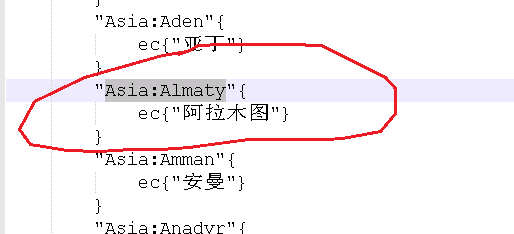 }
"Asia:Aden"{
ec{"亚丁"}
}
"Asia:Almaty"{
ec{"阿拉木图"}
}
"Asia:Amman"{
ec{"安曼"}
}
"Asia:Anadyr"{